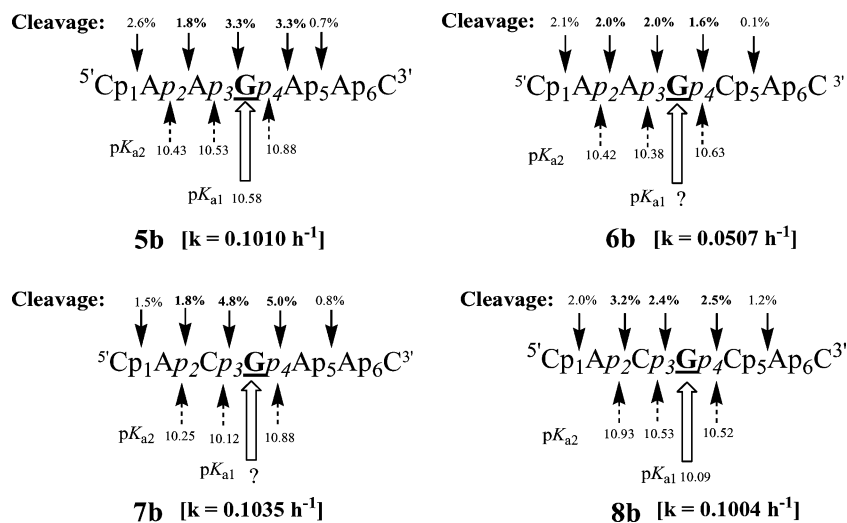 Cleavage: 2.6% 1.8% 3.3% 3.3% 0.7%
5'Cp1Ap2Ap3Gp4Ap5Ap6C3'
pKa2 10.43 10.53 10.88
pKa1 10.58
5b [k = 0.1010 h-1]
2.1% 2.0% 2.0% 1.6% 0.1%
5'Cp1Ap2Ap3Gp4Cp5Ap6C 3'
pKa2 10.42 10.38 10.63
pKa1 ?
6b [k = 0.0507 h-1]
Cleavage: 1.5% 1.8% 4.8% 5.0% 0.8%
5'Cp1Ap2Cp3Gp4Ap5Ap6C3'
pKa2 10.25 10.12 10.88
pKa1 ?
7b [k = 0.1035 h-1]
Cleavage: 2.0% 3.2% 2.4% 2.5% 1.2%
5'Cp1Ap2Cp3Gp4Cp5Ap6C3'
pKa2 10.93 10.53 10.52
pKa1 10.09
8b [k = 0.1004 h-1]